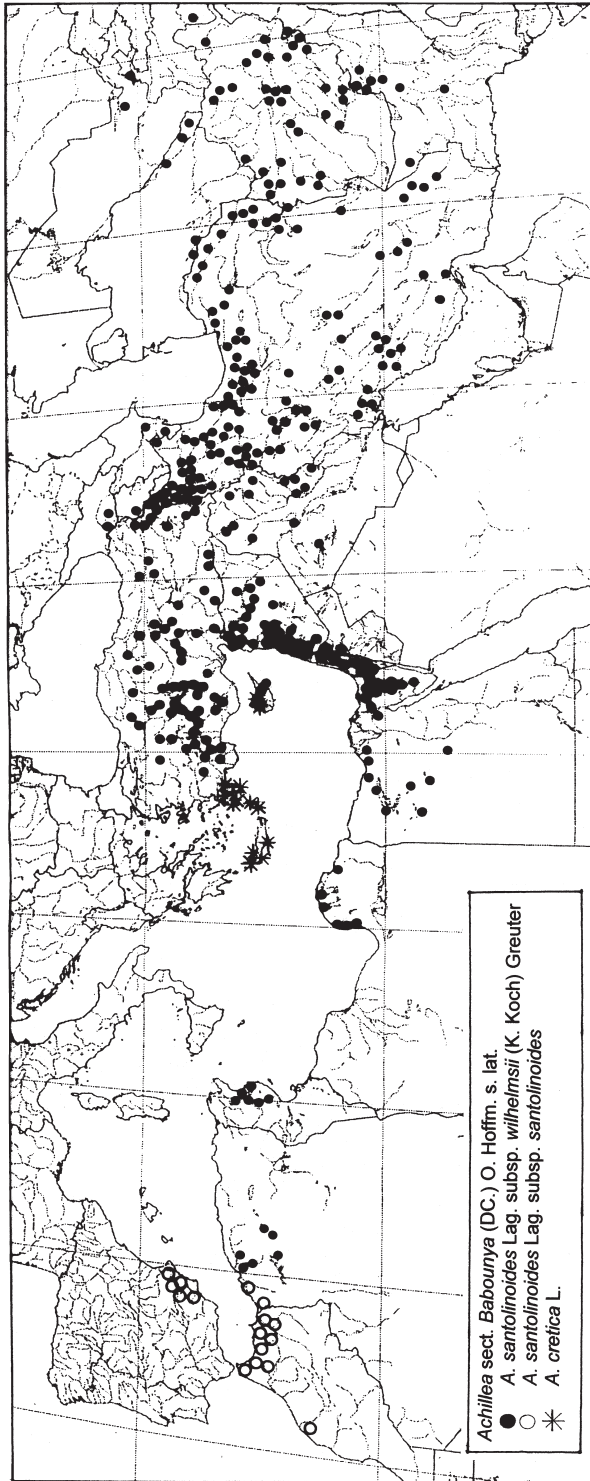 Achillea sect. Babounya (DC.) O. Hoffm. s. lat.
A. santolinoides Lag. subsp. wilhelmsii (K. Koch) Greuter
A. santolinoides Lag. subsp. santolinoides
A. cretica L.